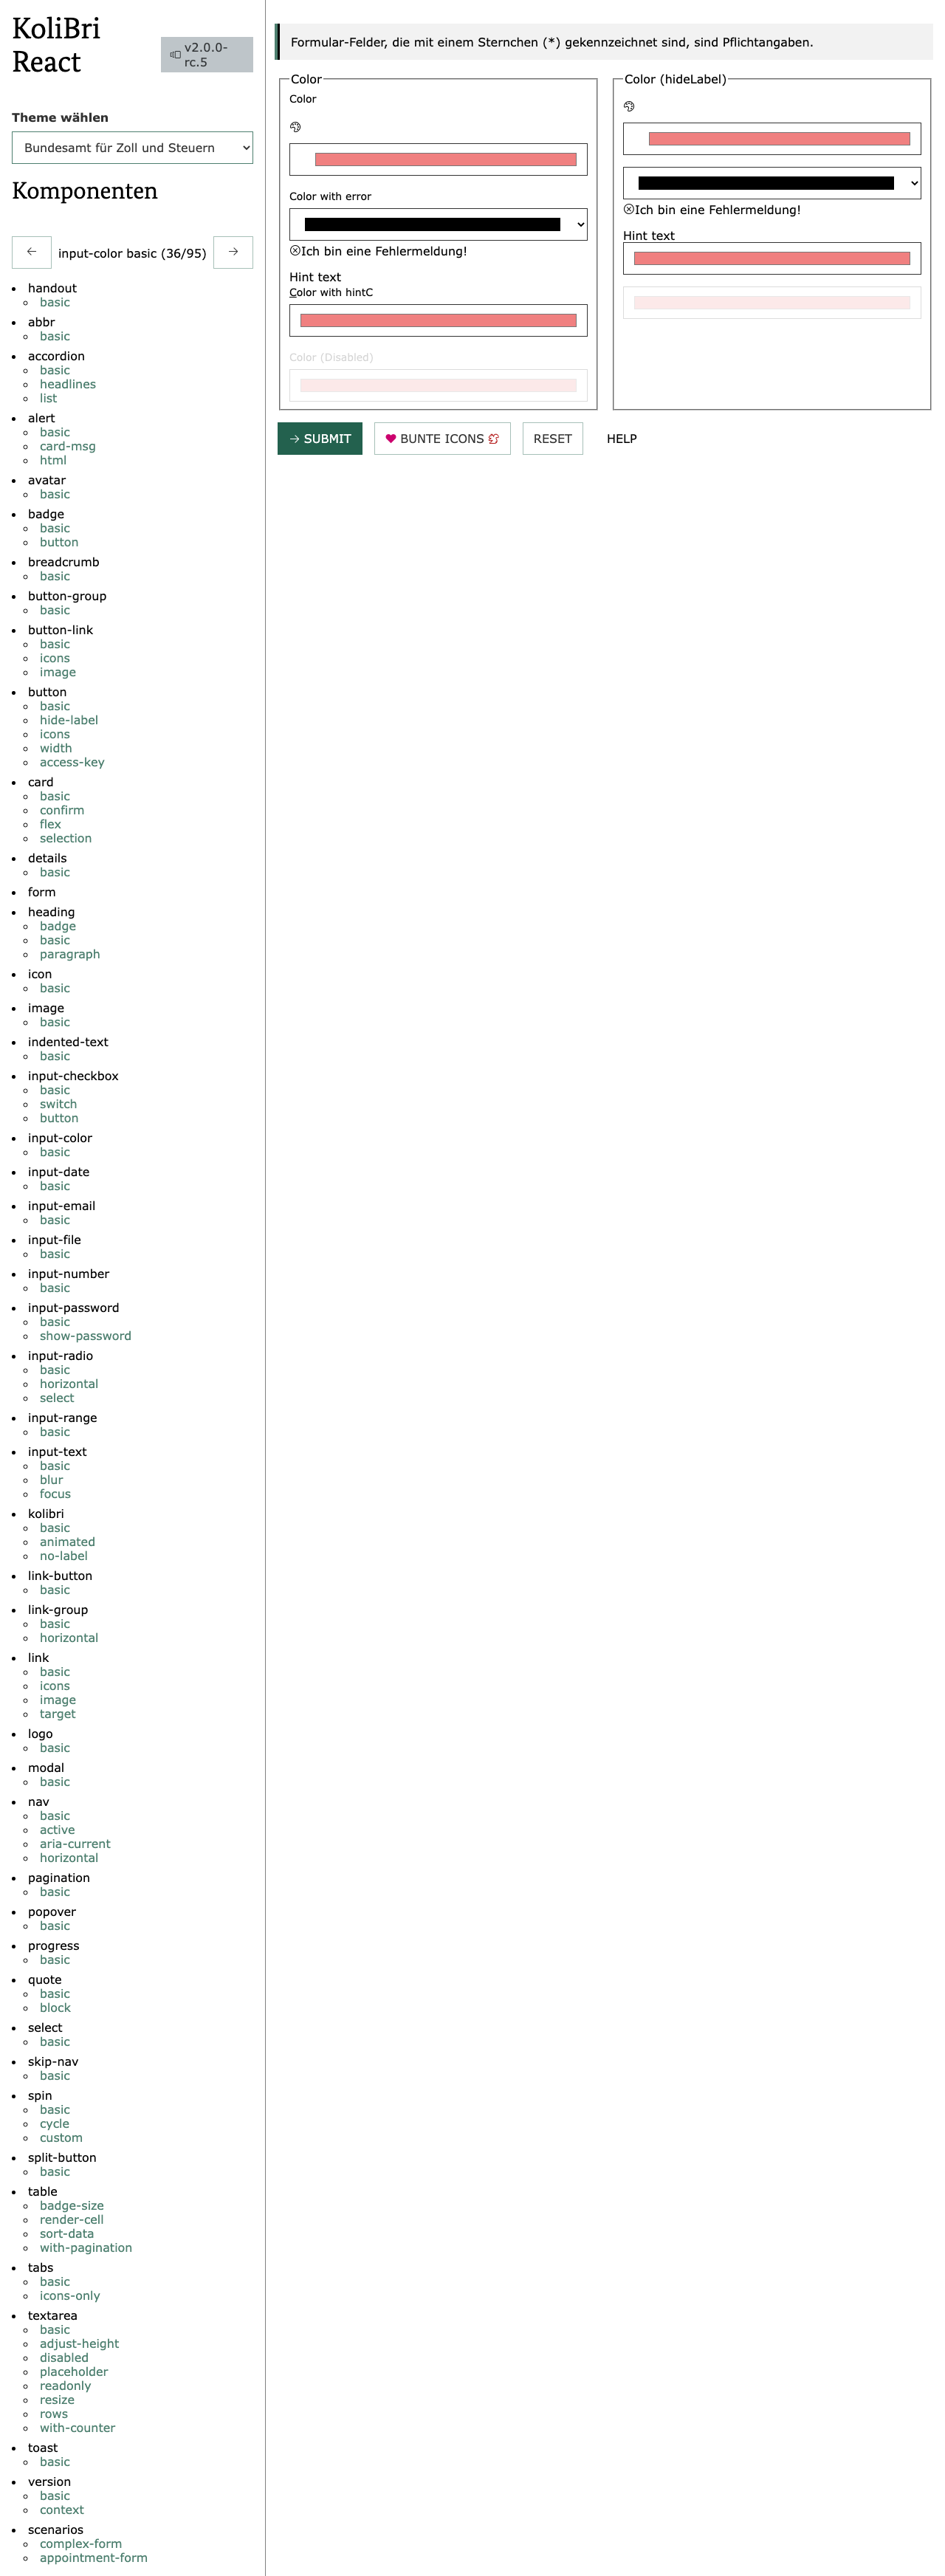 KoliBri
React
v2.0.0-
rc.5
Theme wählen
Bundesamt für Zoll und Steuern
Komponenten
input-color basic (36/95)
handout
basic
abbr
basic
accordion
basic
headlines
list
alert
basic
card-msg
html
avatar
basic
badge
basic
button
breadcrumb
basic
button-group
basic
button-link
basic
icons
image
button
basic
hide-label
icons
width
access-key
card
basic
confirm
flex
selection
details
basic
form
heading
badge
basic
paragraph
icon
basic
image
basic
indented-text
basic
input-checkbox
basic
switch
button
input-color
basic
input-date
basic
input-email
basic
input-file
basic
input-number
basic
input-password
basic
show-password
input-radio
basic
horizontal
select
input-range
basic
input-text
basic
blur
focus
kolibri
basic
animated
no-label
link-button
basic
link-group
basic
horizontal
link
basic
icons
image
target
logo
basic
modal
basic
nav
basic
active
aria-current
horizontal
pagination
basic
popover
basic
progress
basic
quote
basic
block
select
basic
skip-nav
basic
spin
basic
cycle
custom
split-button
basic
table
badge-size
render-cell
sort-data
with-pagination
tabs
basic
icons-only
textarea
basic
adjust-height
disabled
placeholder
readonly
resize
rows
with-counter
toast
basic
version
basic
context
scenarios
complex-form
appointment-form
Formular-Felder, die mit einem Sternchen (*) gekennzeichnet sind, sind Pflichtangaben.
Color
Color
Color with error
Ich bin eine Fehlermeldung!
Hint text
Color with hintC
Color (Disabled)
Color (hideLabel)
Ich bin eine Fehlermeldung!
Hint text
SUBMIT
BUNTE ICONS
RESET
HELP